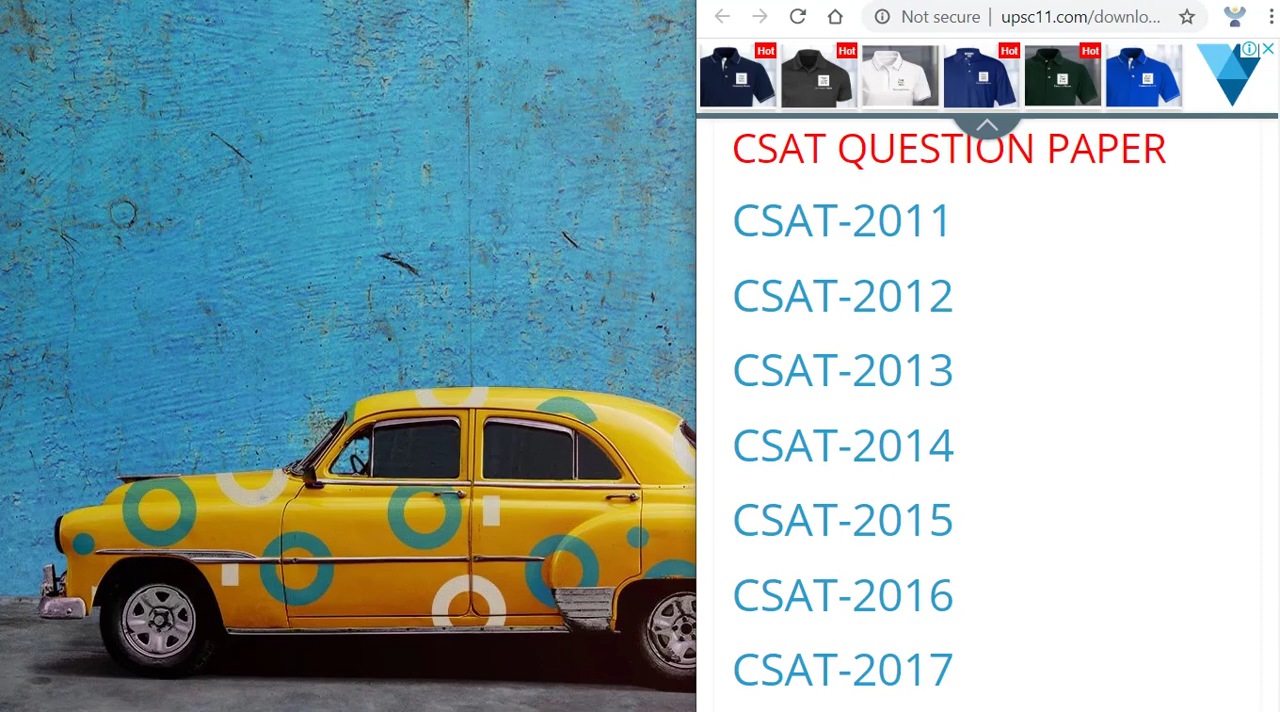 Not secure | upsc11.com/downlo...
Hot
Hot
Hot
Hot
CSAT QUESTION PAPER
CSAT-2011
CSAT-2012
CSAT-2013
CSAT-2014
CSAT-2015
CSAT-2016
CSAT-2017